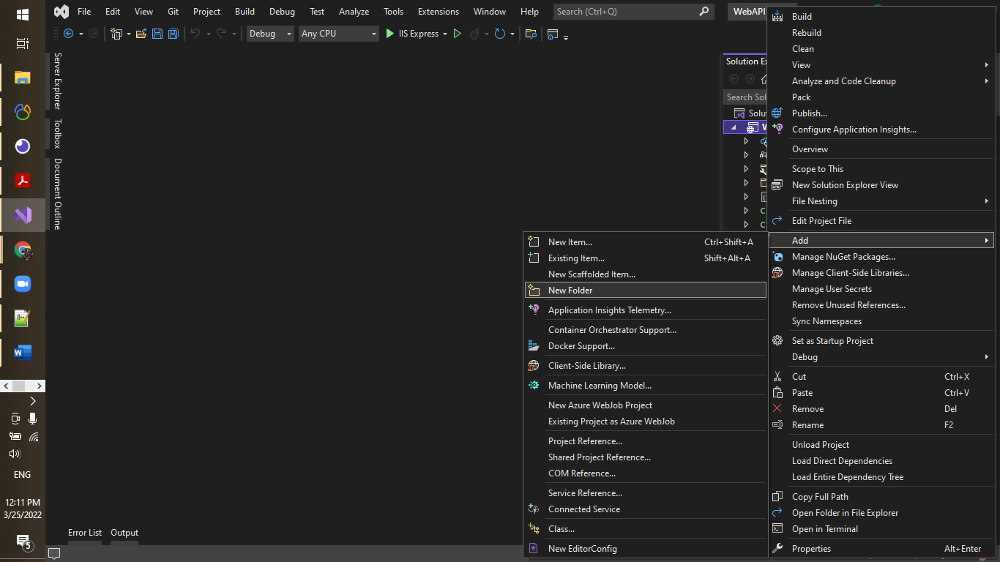 File Edit View Git Project Build Debug Test Analyze Tools Extensions Window Help Search (Ctrl+Q) WebAPI
Debug Any CPU IIS Express
Server Explorer
Toolbox
Document Outline
Solution Ex
Search Sol
Solut
W
Build
Rebuild
Clean
View
Analyze and Code Cleanup
Pack
Publish...
Configure Application Insights...
Overview
Scope to This
New Solution Explorer View
File Nesting
Edit Project File
Add
Manage NuGet Packages...
Manage Client-Side Libraries...
Manage User Secrets
Remove Unused References...
Sync Namespaces
Set as Startup Project
Debug
Cut Ctrl+X
Paste Ctrl+V
Remove Del
Rename F2
Unload Project
Load Direct Dependencies
Load Entire Dependency Tree
Copy Full Path
Open Folder in File Explorer
Open in Terminal
Properties Alt+Enter
New Item... Ctrl+Shift+A
Existing Item... Shift+Alt+A
New Scaffolded Item...
New Folder
Application Insights Telemetry...
Container Orchestrator Support...
Docker Support...
Client-Side Library...
Machine Learning Model...
New Azure WebJob Project
Existing Project as Azure WebJob
Project Reference...
Shared Project Reference...
COM Reference...
Service Reference...
Connected Service
Class...
New EditorConfig
Error List Output
ENG
12:11 PM
3/25/2022
5